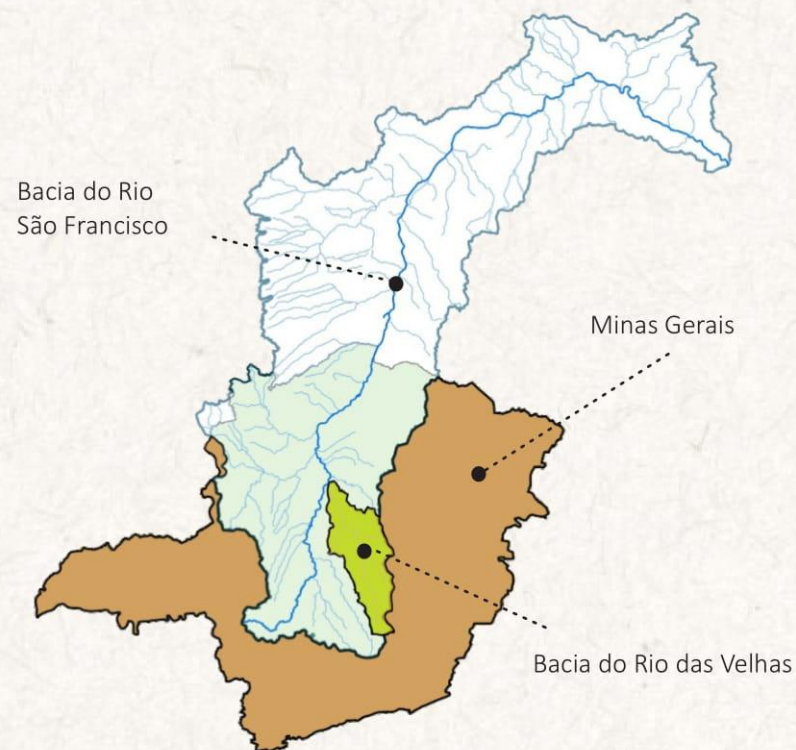 Bacia do Rio
São Francisco
Minas Gerais
Bacia do Rio das Velhas